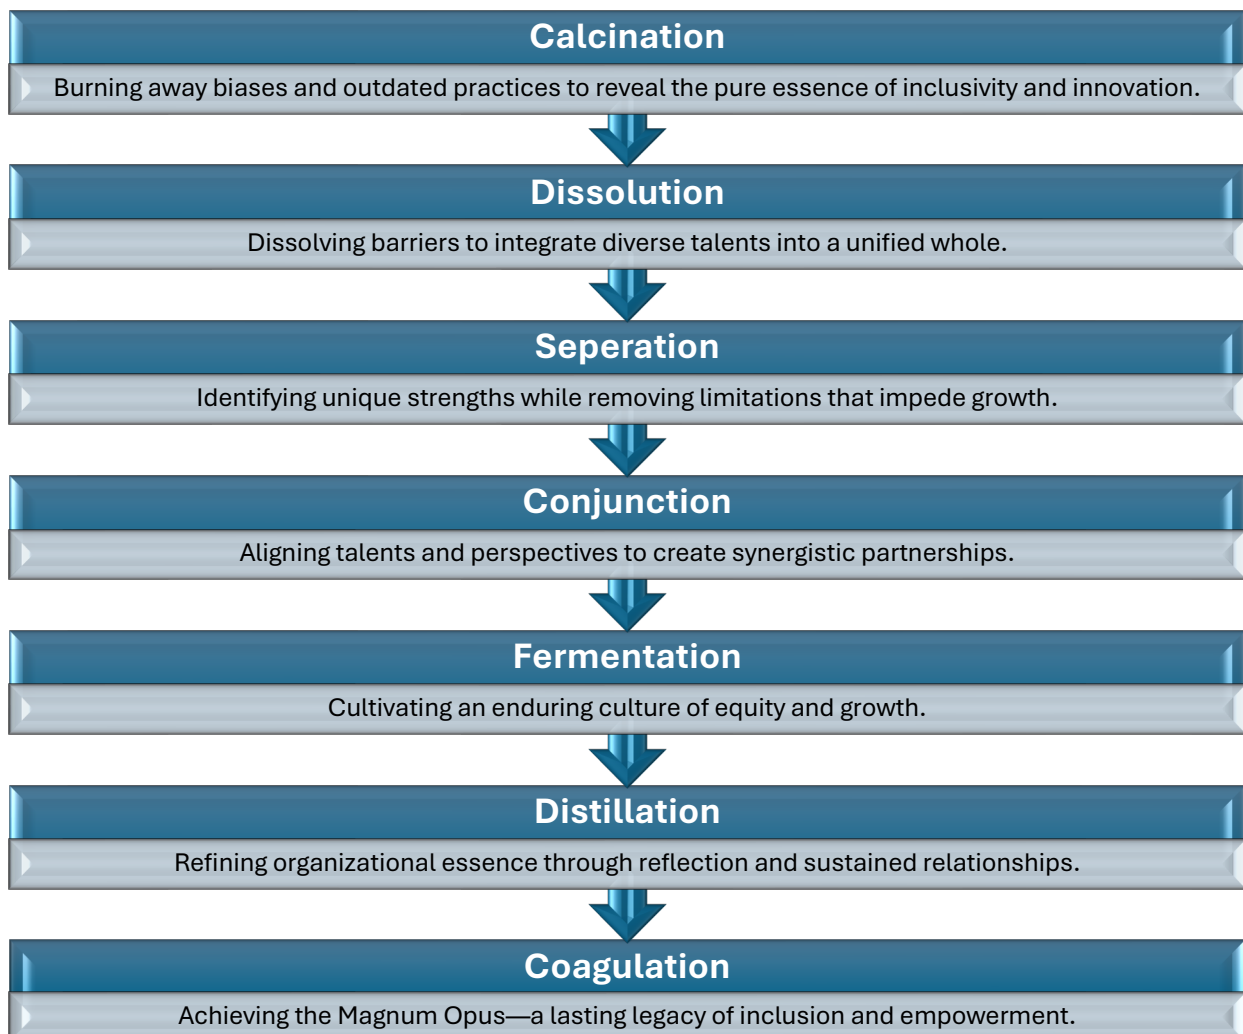 Calcination
Burning away biases and outdated practices to reveal the pure essence of inclusivity and innovation.
Dissolution
Dissolving barriers to integrate diverse talents into a unified whole.
Seperation
Identifying unique strengths while removing limitations that impede growth.
Conjunction
Aligning talents and perspectives to create synergistic partnerships.
Fermentation
Cultivating an enduring culture of equity and growth.
Distillation
Refining organizational essence through reflection and sustained relationships.
Coagulation
Achieving the Magnum Opus—a lasting legacy of inclusion and empowerment.